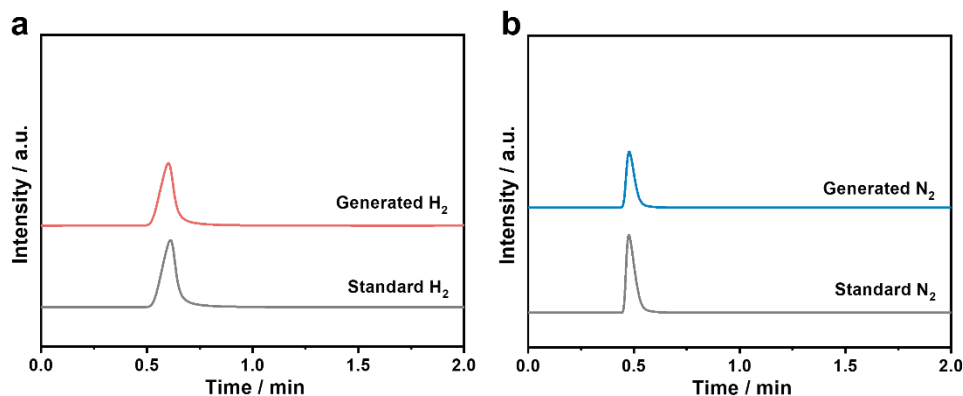 a
Intensity / a.u.
Generated H₂
Standard H₂
0.0 0.5 1.0 1.5 2.0
Time / min
b
Intensity / a.u.
Generated N₂
Standard N₂
0.0 0.5 1.0 1.5 2.0
Time / min